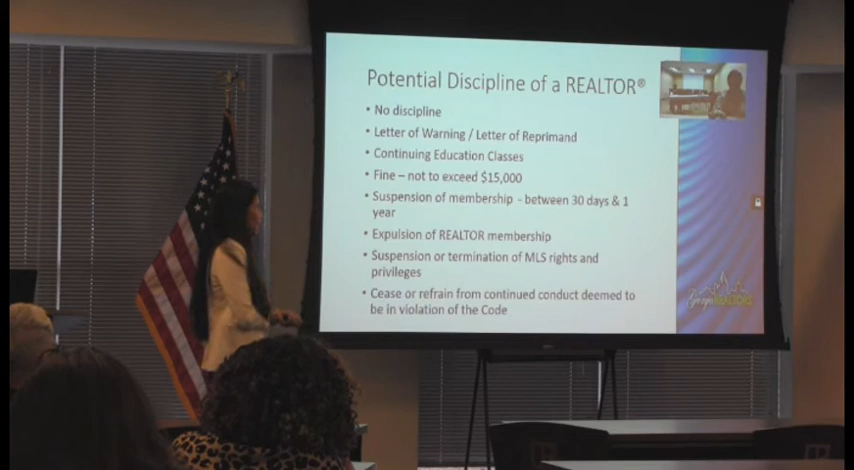 Potential Discipline of a REALTOR®
• No discipline
• Letter of Warning / Letter of Reprimand
• Continuing Education Classes
• Fine – not to exceed $15,000
• Suspension of membership - between 30 days & 1
year
• Expulsion of REALTOR membership
• Suspension or termination of MLS rights and
privileges
• Cease or refrain from continued conduct deemed to
be in violation of the Code
REALTORS